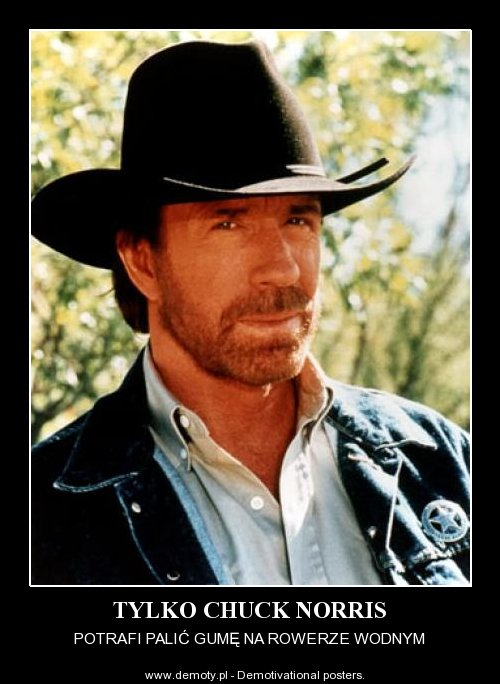 TYLKO CHUCK NORRIS
POTRAFI PALIĆ GUMĘ NA ROWERZE WODNYM
www.demoty.pl - Demotivational posters.